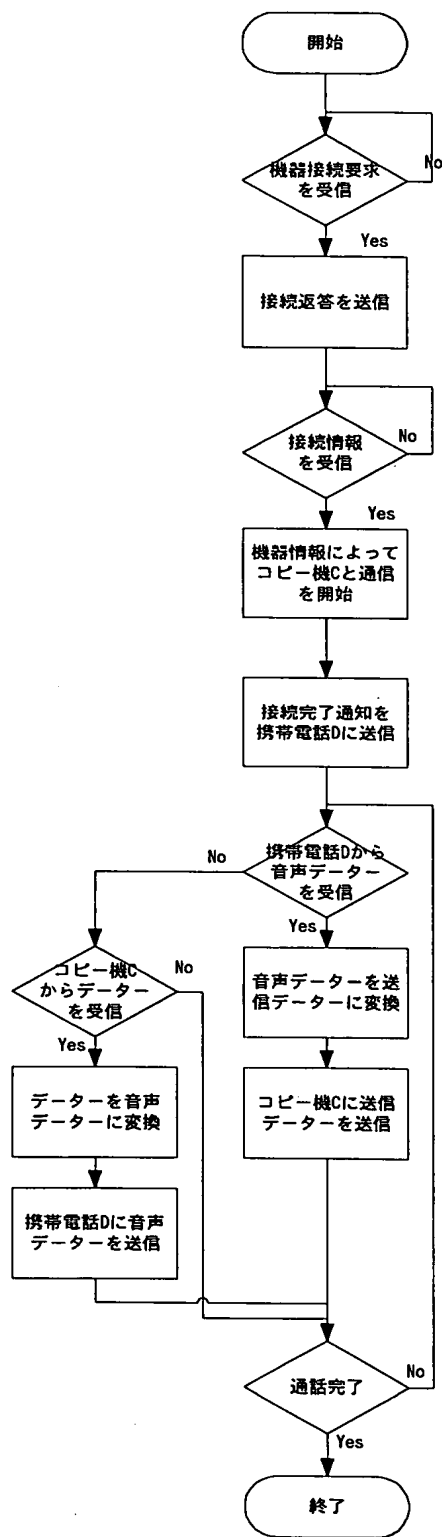 開始
機器接続要求
を受信
No
Yes
接続返答を送信
接続情報
を受信
No
Yes
機器情報によって
コピー機Cと通信
を開始
接続完了通知を
携帯電話Dに送信
携帯電話Dから
音声データー
を受信
No
Yes
コピー機C
からデーター
を受信
No
Yes
音声データーを送
信データーに変換
データーを音声
データーに変換
コピー機Cに送信
データーを送信
携帯電話Dに音声
データーを送信
通話完了
No
Yes
終了